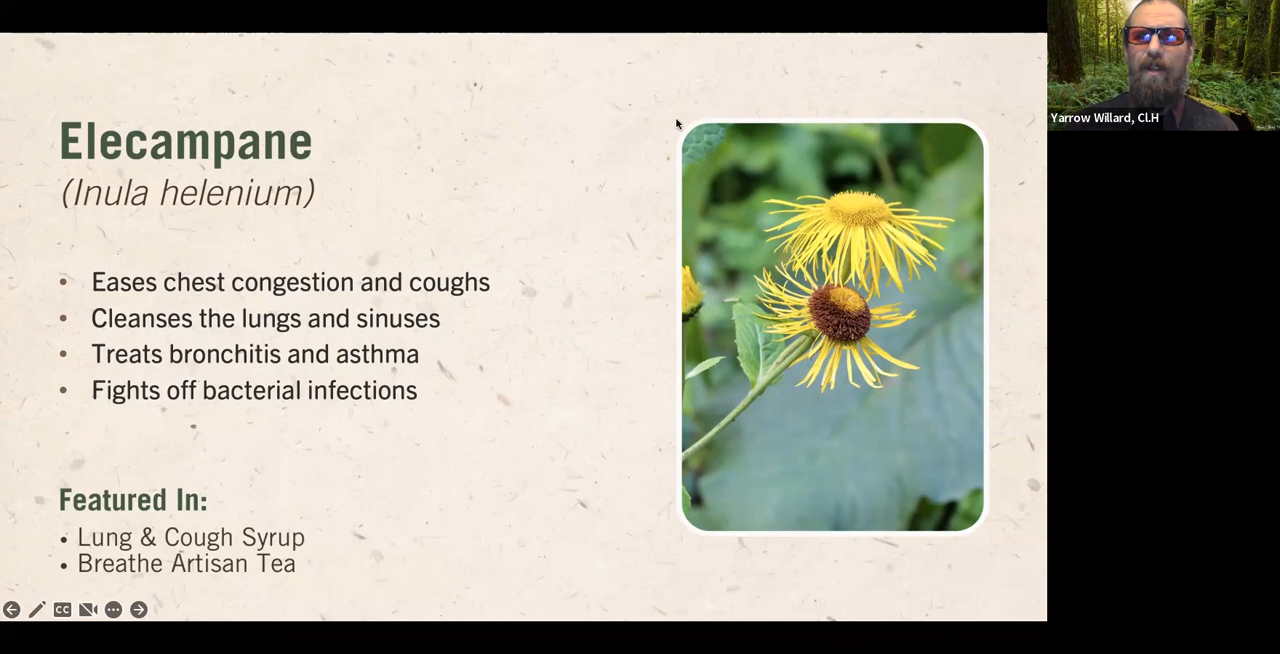 Elecampane
(Inula helenium)
• Eases chest congestion and coughs
• Cleanses the lungs and sinuses
• Treats bronchitis and asthma
• Fights off bacterial infections
Featured In:
• Lung & Cough Syrup
• Breathe Artisan Tea
CC
Yarrow Willard, Cl.H